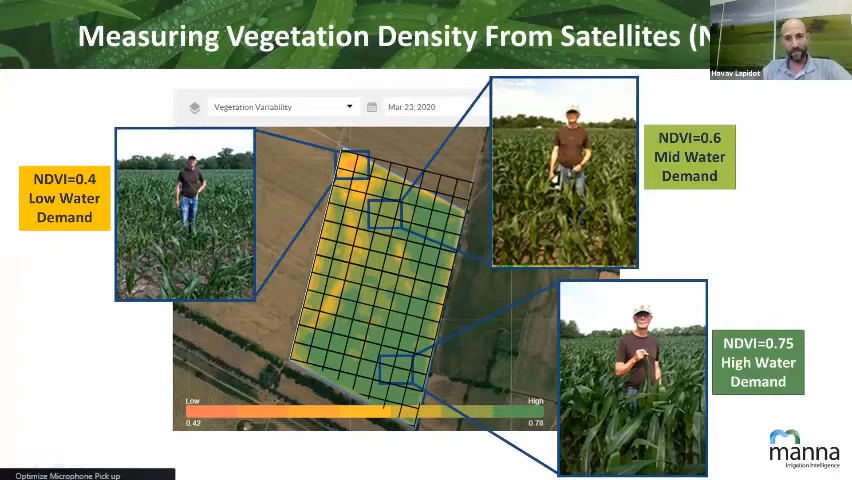 Measuring Vegetation Density From Satellites (N
Hovav Lapidot
Vegetation Variability
Mar 23, 2020
NDVI=0.4
Low Water
Demand
NDVI=0.6
Mid Water
Demand
NDVI=0.75
High Water
Demand
Low
High
0.42
0.78
manna
Irrigation Intelligence
Optimize Microphone Pick up